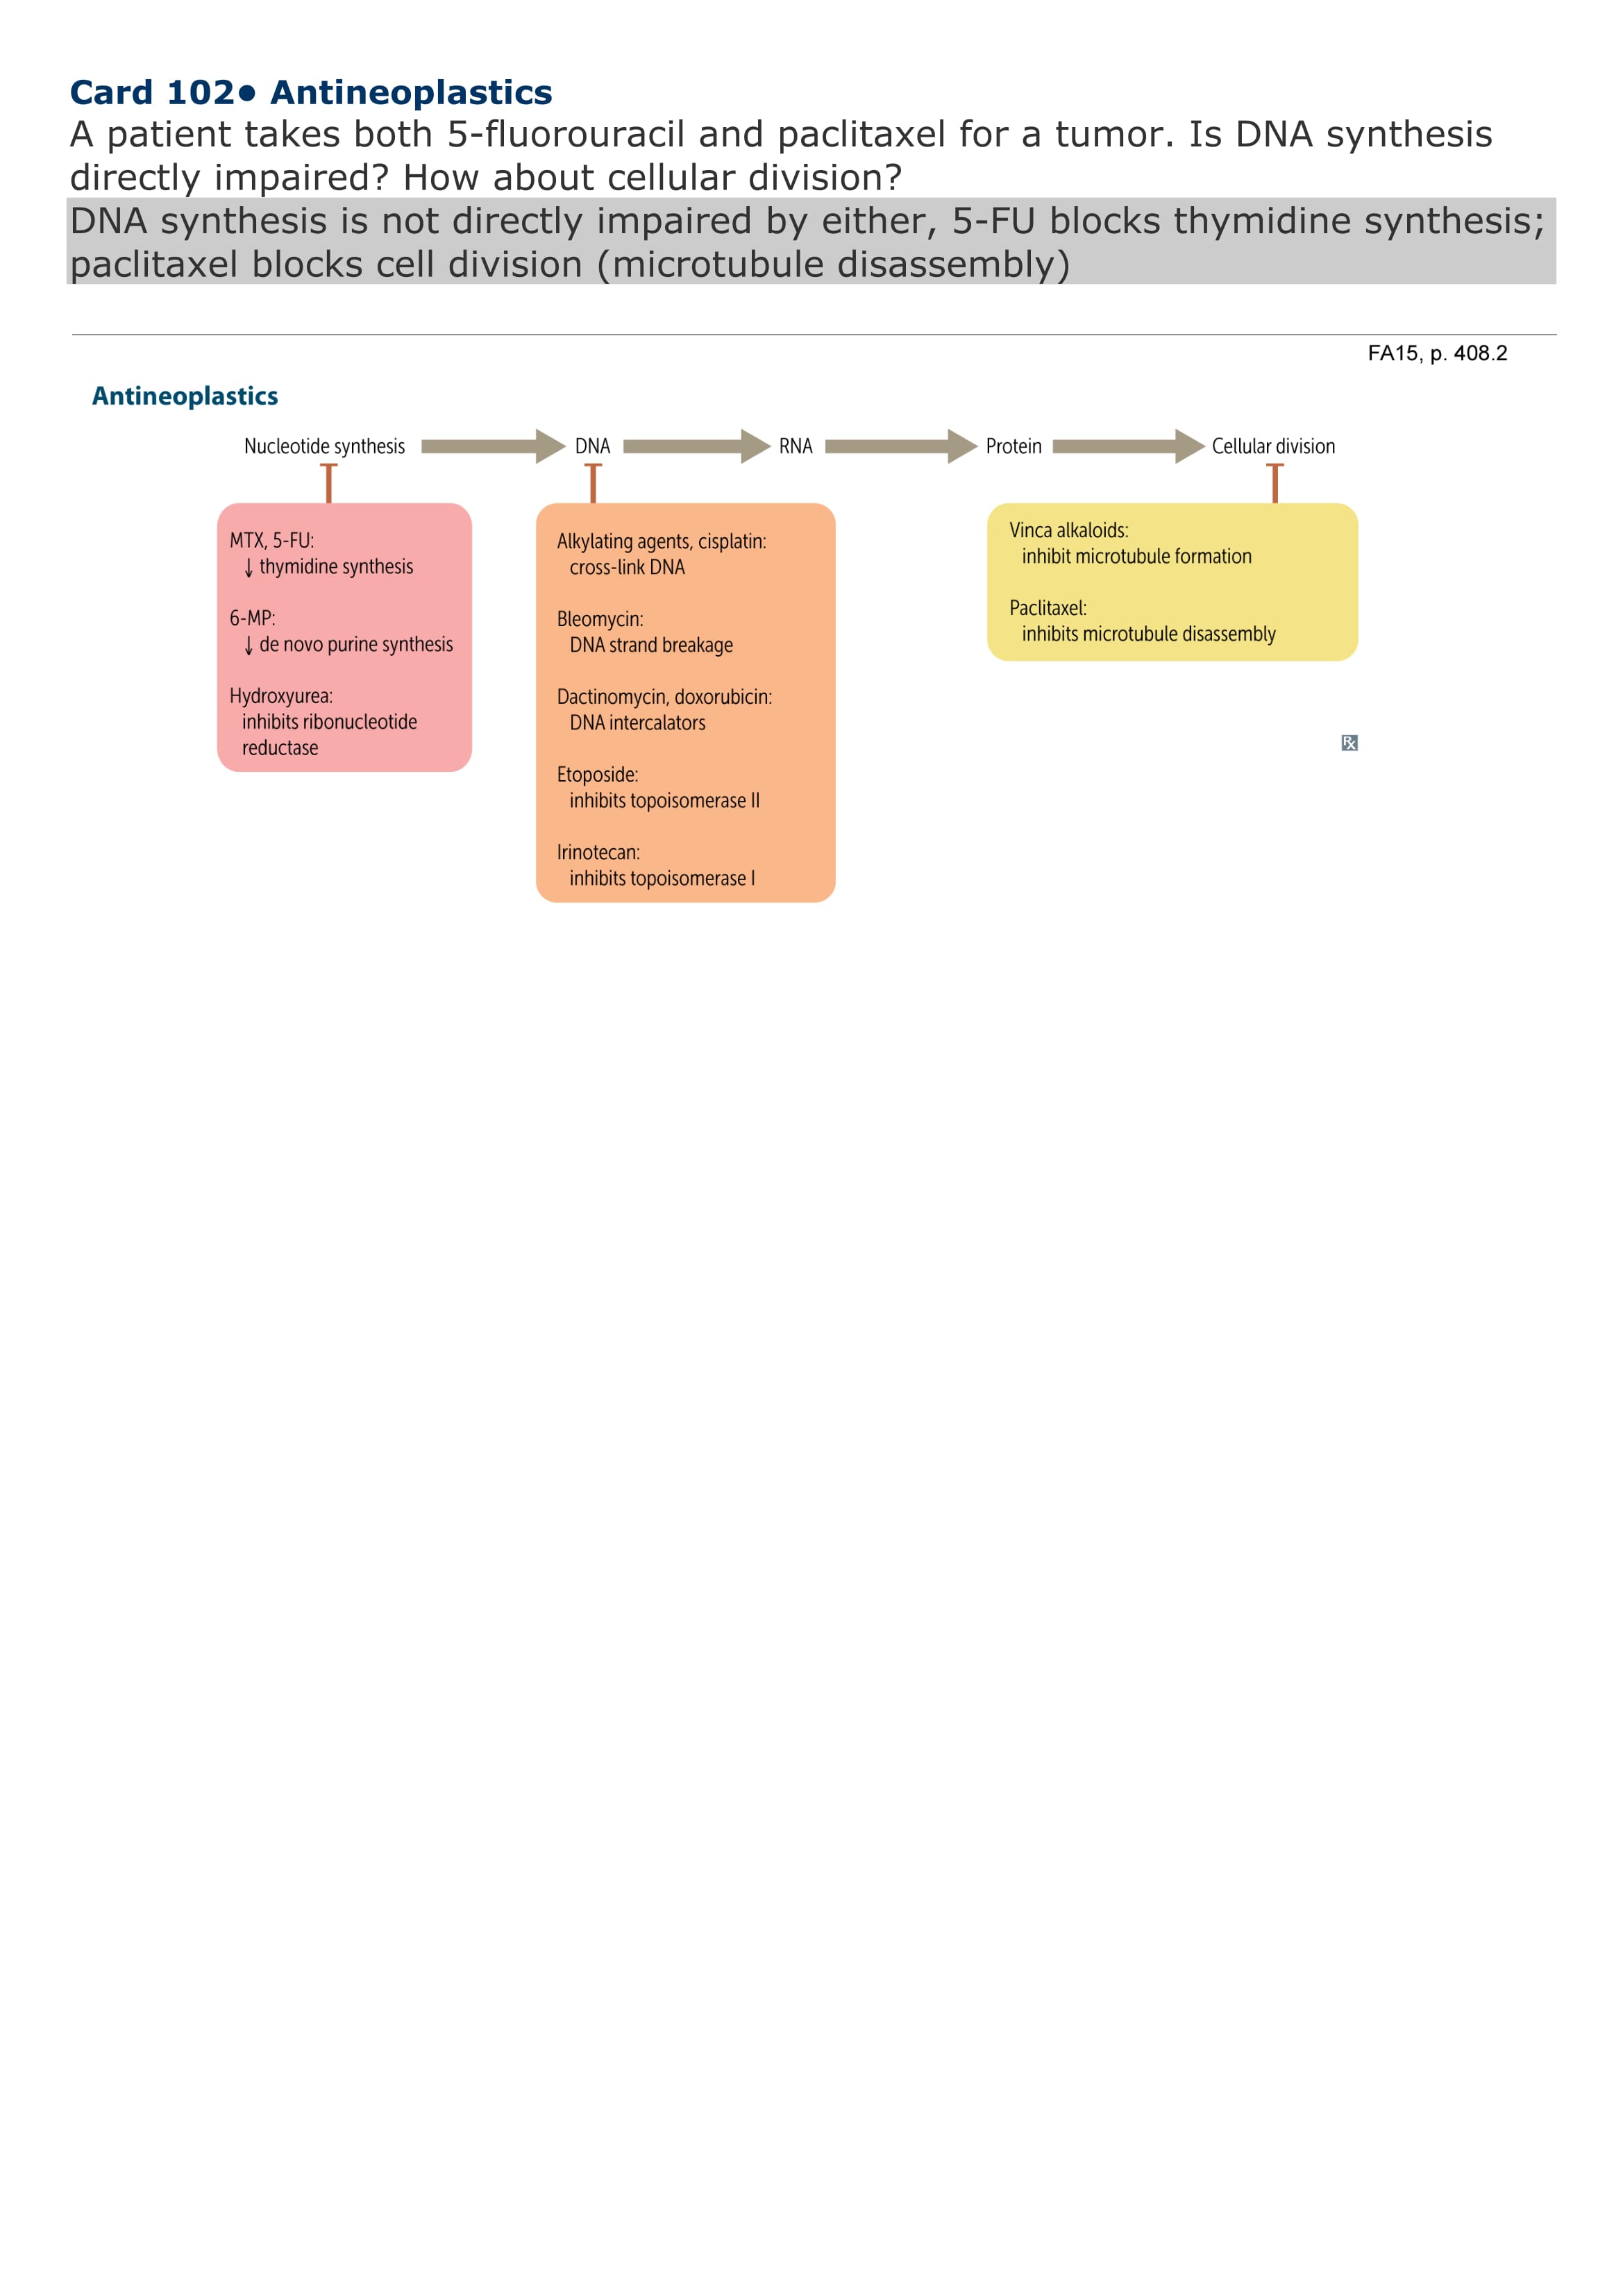 Card 102● Antineoplastics
A patient takes both 5-fluorouracil and paclitaxel for a tumor. Is DNA synthesis
directly impaired? How about cellular division?
DNA synthesis is not directly impaired by either, 5-FU blocks thymidine synthesis;
paclitaxel blocks cell division (microtubule disassembly)
FA15, p. 408.2
Antineoplastics
Nucleotide synthesis DNA RNA Protein Cellular division
MTX, 5-FU:
↓ thymidine synthesis
6-MP:
↓ de novo purine synthesis
Hydroxyurea:
inhibits ribonucleotide
reductase
Alkylating agents, cisplatin:
cross-link DNA
Bleomycin:
DNA strand breakage
Dactinomycin, doxorubicin:
DNA intercalators
Etoposide:
inhibits topoisomerase II
Irinotecan:
inhibits topoisomerase I
Vinca alkaloids:
inhibit microtubule formation
Paclitaxel:
inhibits microtubule disassembly
℞